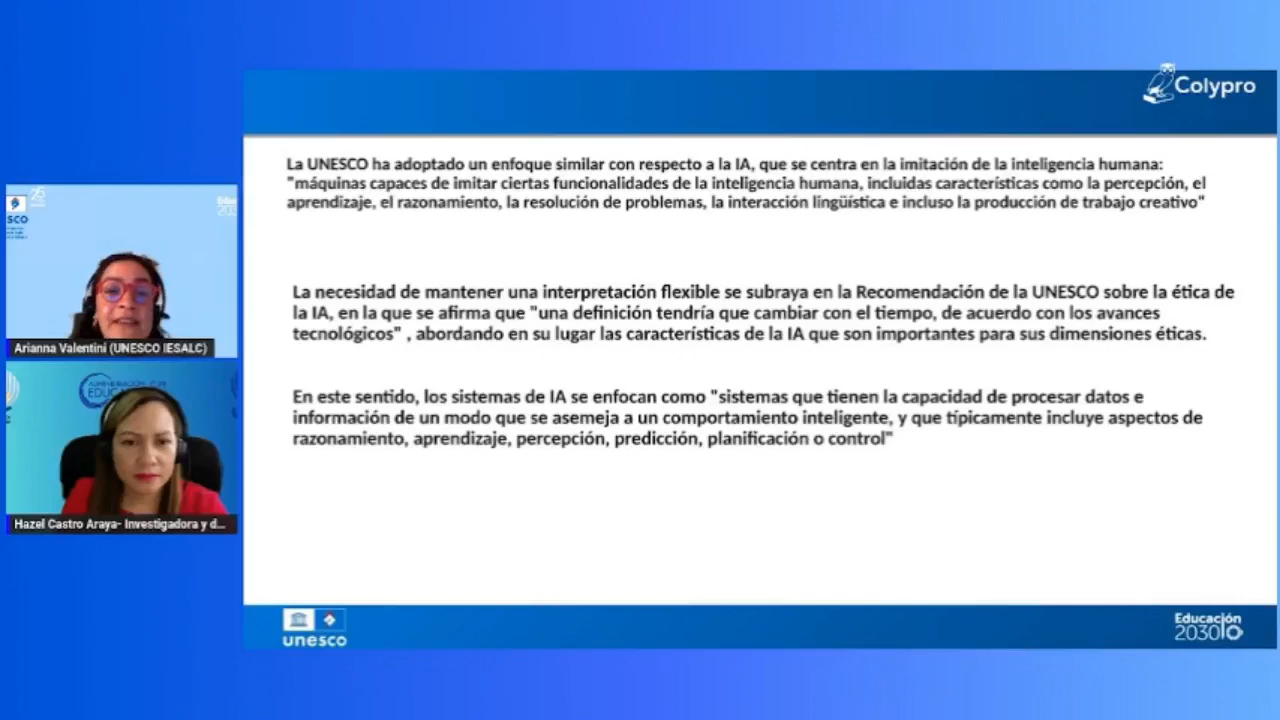 Colypro
La UNESCO ha adoptado un enfoque similar con respecto a la IA, que se centra en la imitación de la inteligencia humana:
"máquinas capaces de imitar ciertas funcionalidades de la inteligencia humana, incluidas características como la percepción, el
aprendizaje, el razonamiento, la resolución de problemas, la interacción lingüística e incluso la producción de trabajo creativo"
La necesidad de mantener una interpretación flexible se subraya en la Recomendación de la UNESCO sobre la ética de
la IA, en la que se afirma que "una definición tendría que cambiar con el tiempo, de acuerdo con los avances
tecnológicos" , abordando en su lugar las características de la IA que son importantes para sus dimensiones éticas.
En este sentido, los sistemas de IA se enfocan como "sistemas que tienen la capacidad de procesar datos e
información de un modo que se asemeja a un comportamiento inteligente, y que típicamente incluye aspectos de
razonamiento, aprendizaje, percepción, predicción, planificación o control"
Arianna Valentini (UNESCO IESALC)
Hazel Castro Araya- Investigadora y d...
unesco
Educación
2030